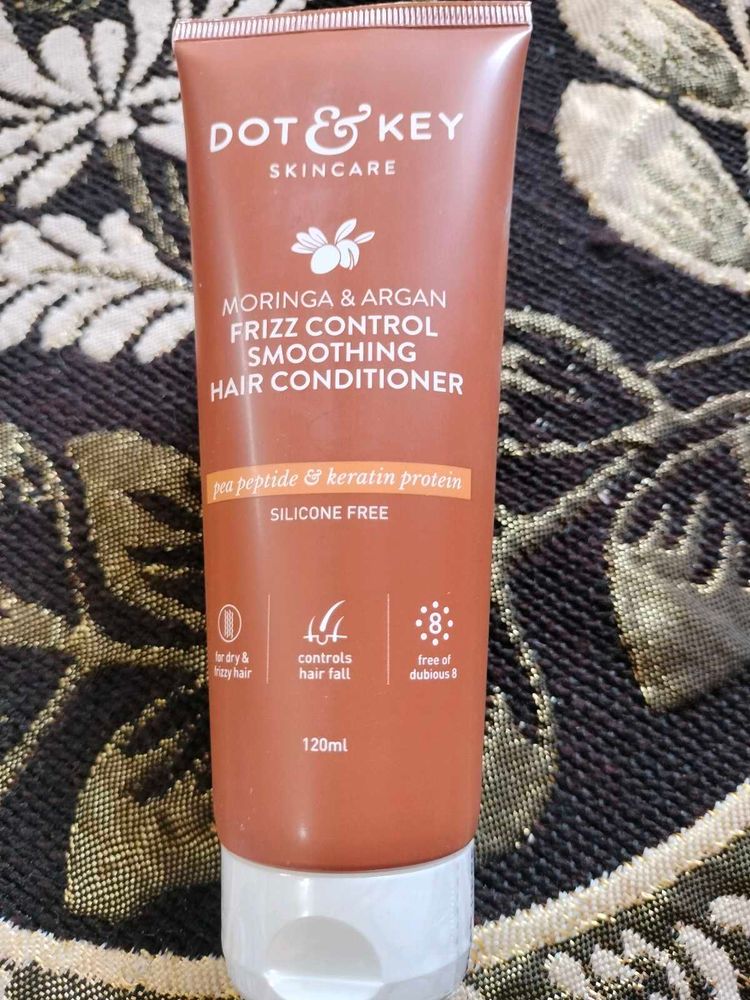 DOT & KEY
SKINCARE
MORINGA & ARGAN
FRIZZ CONTROL
SMOOTHING
HAIR CONDITIONER
pea peptide & keratin protein
SILICONE FREE
for dry &
frizzy hair
controls
hair fall
8
free of
dubious 8
120ml